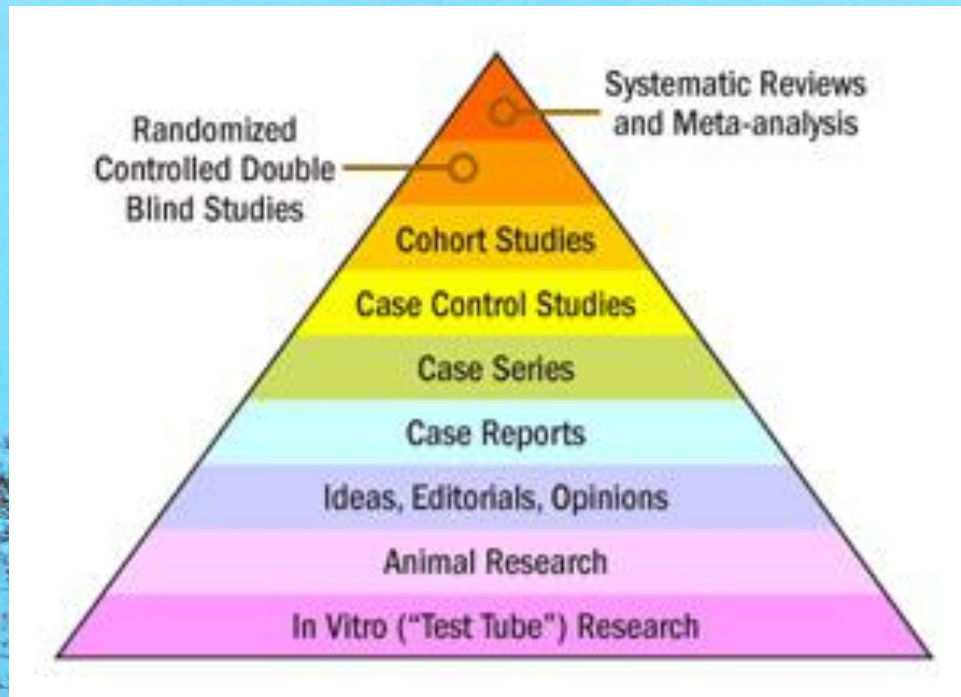 Systematic Reviews
and Meta-analysis
Randomized
Controlled Double
Blind Studies
Cohort Studies
Case Control Studies
Case Series
Case Reports
Ideas, Editorials, Opinions
Animal Research
In Vitro (“Test Tube”) Research